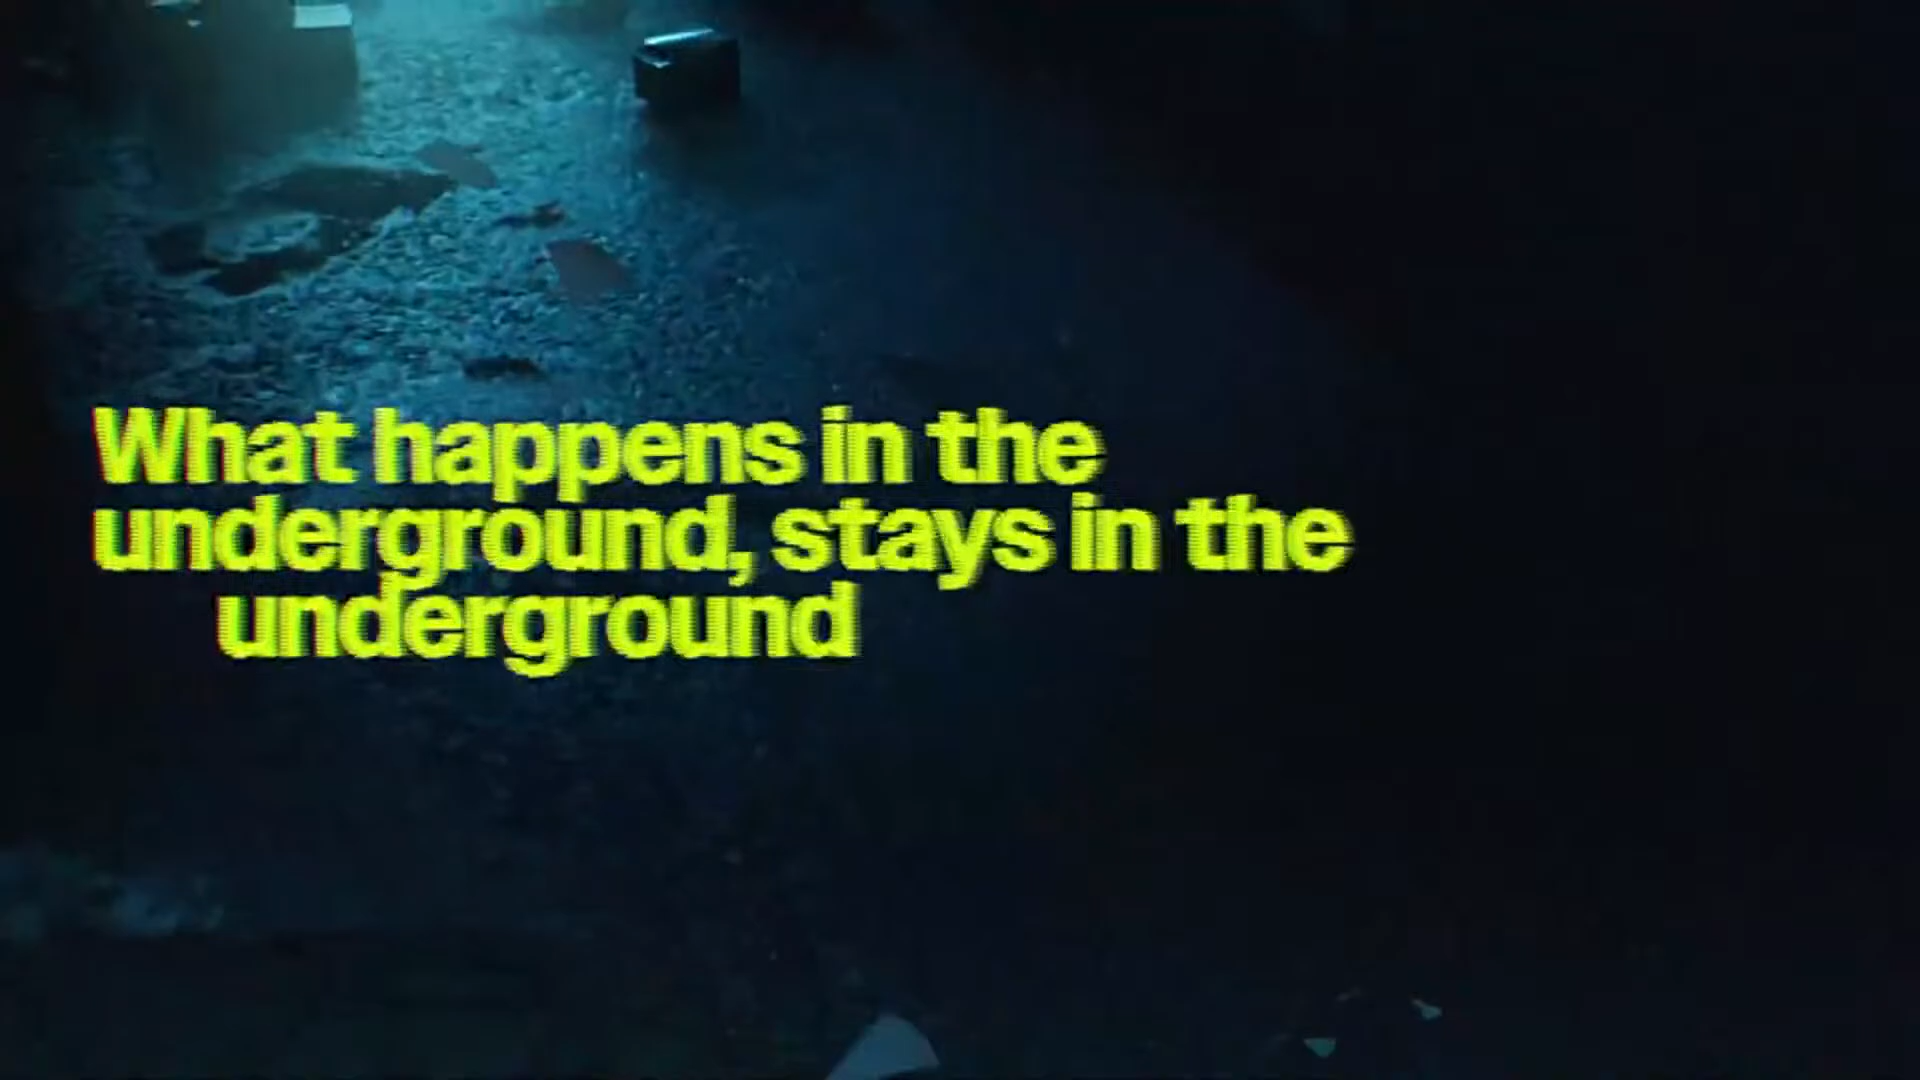 What happens in the
underground, stays in the
underground